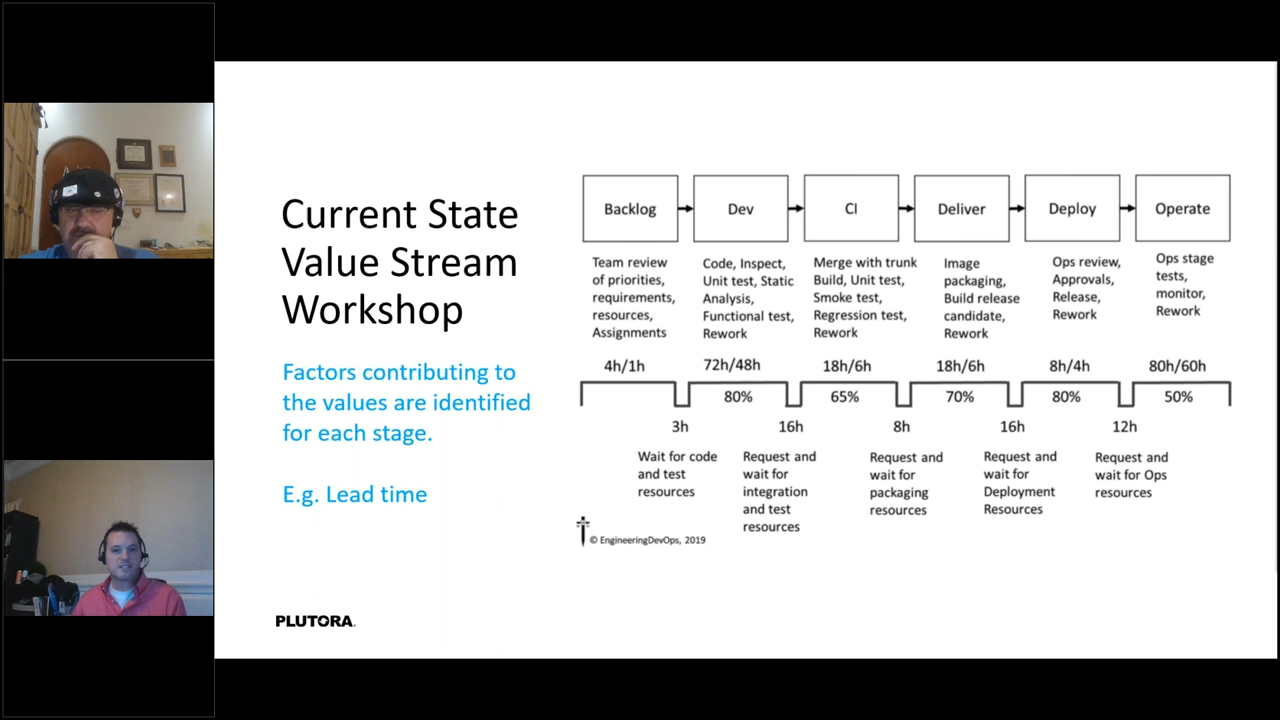 Current State
Value Stream
Workshop
Factors contributing to
the values are identified
for each stage.
E.g. Lead time
PLUTORA.
Backlog
Dev
CI
Deliver
Deploy
Operate
Team review
of priorities,
requirements,
resources,
Assignments
Code, Inspect,
Unit test, Static
Analysis,
Functional test,
Rework
Merge with trunk
Build, Unit test,
Smoke test,
Regression test,
Rework
Image
packaging,
Build release
candidate,
Rework
Ops review,
Approvals,
Release,
Rework
Ops stage
tests,
monitor,
Rework
4h/1h
72h/48h
18h/6h
18h/6h
8h/4h
80h/60h
80%
65%
70%
80%
50%
3h
16h
8h
16h
12h
Wait for code
and test
resources
Request and
wait for
integration
and test
resources
Request and
wait for
packaging
resources
Request and
wait for
Deployment
Resources
Request and
wait for Ops
resources
© EngineeringDevOps, 2019